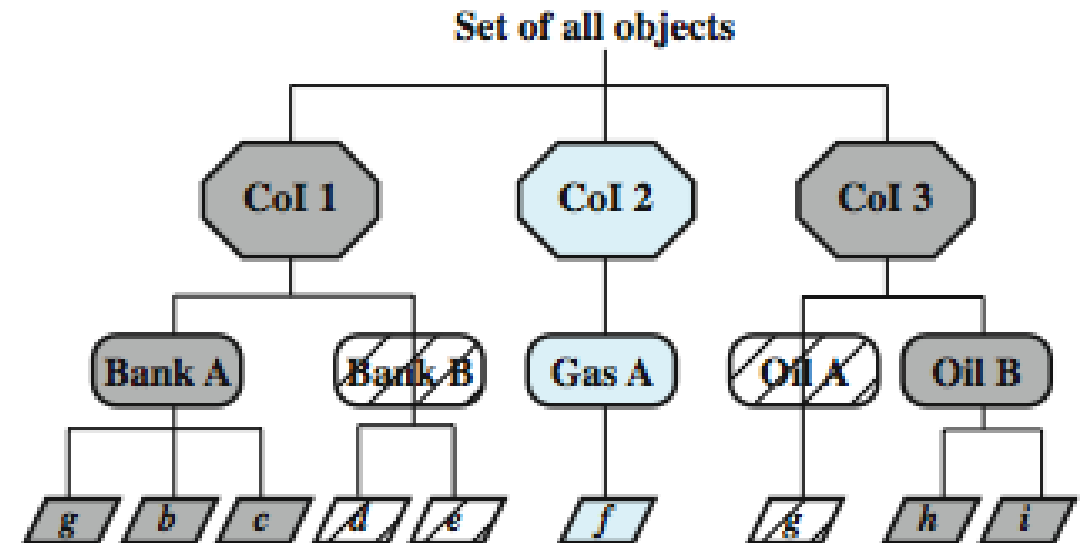 Set of all objects
CoI 1 CoI 2 CoI 3
Bank A Bank B Gas A Oil A Oil B
g b c d e f g h i